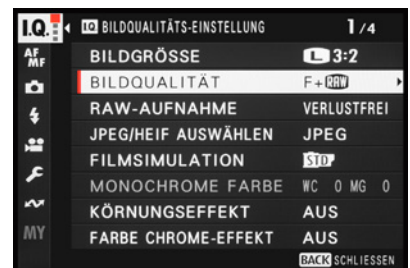 I.Q. IQ BILDQUALITÄTS-EINSTELLUNG 1/4
AF MF
MY
BILDGRÖSSE L 3:2
BILDQUALITÄT F+RAW
RAW-AUFNAHME VERLUSTFREI
JPEG/HEIF AUSWÄHLEN JPEG
FILMSIMULATION STD
MONOCHROME FARBE WC 0 MG 0
KÖRNUNGSEFFEKT AUS
FARBE CHROME-EFFEKT AUS
BACK SCHLIESSEN